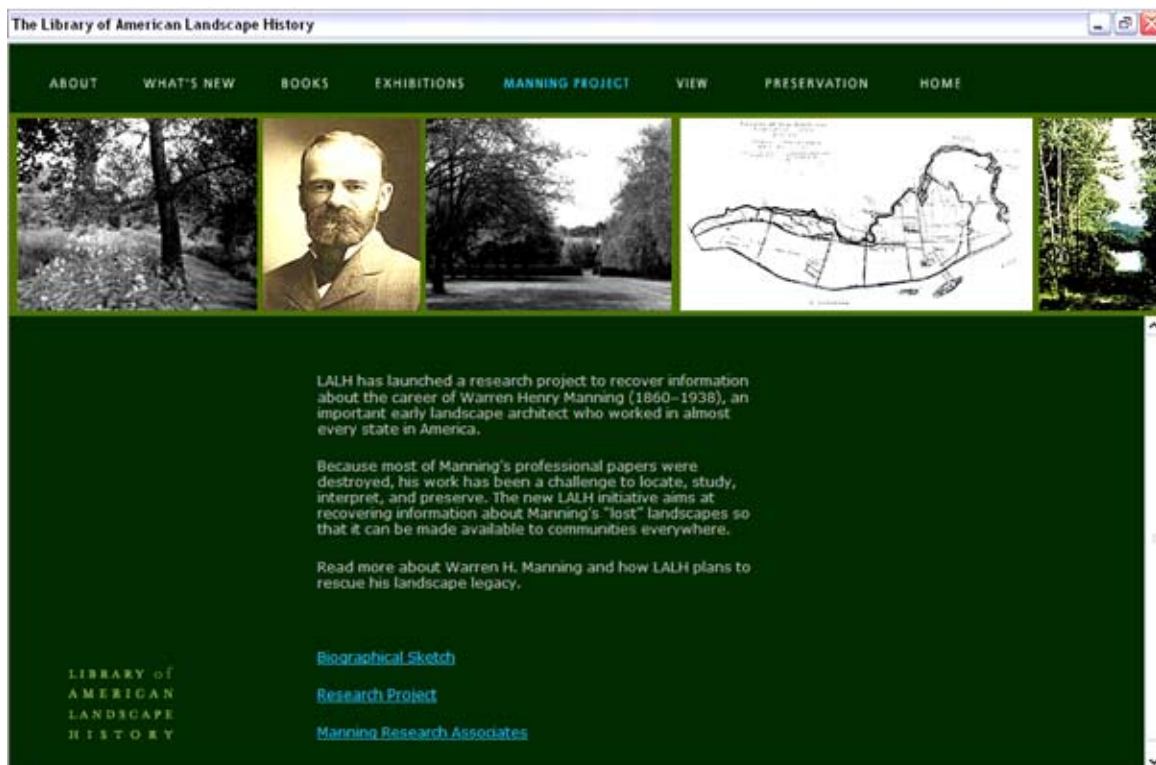 The Library of American Landscape History
ABOUT WHAT'S NEW BOOKS EXHIBITIONS MANNING PROJECT VIEW PRESERVATION HOME
LALH has launched a research project to recover information
about the career of Warren Henry Manning (1860–1938), an
important early landscape architect who worked in almost
every state in America.
Because most of Manning's professional papers were
destroyed, his work has been a challenge to locate, study,
interpret, and preserve. The new LALH initiative aims at
recovering information about Manning's "lost" landscapes so
that it can be made available to communities everywhere.
Read more about Warren H. Manning and how LALH plans to
rescue his landscape legacy.
Biographical Sketch
Research Project
Manning Research Associates
LIBRARY of
AMERICAN
LANDSCAPE
HISTORY